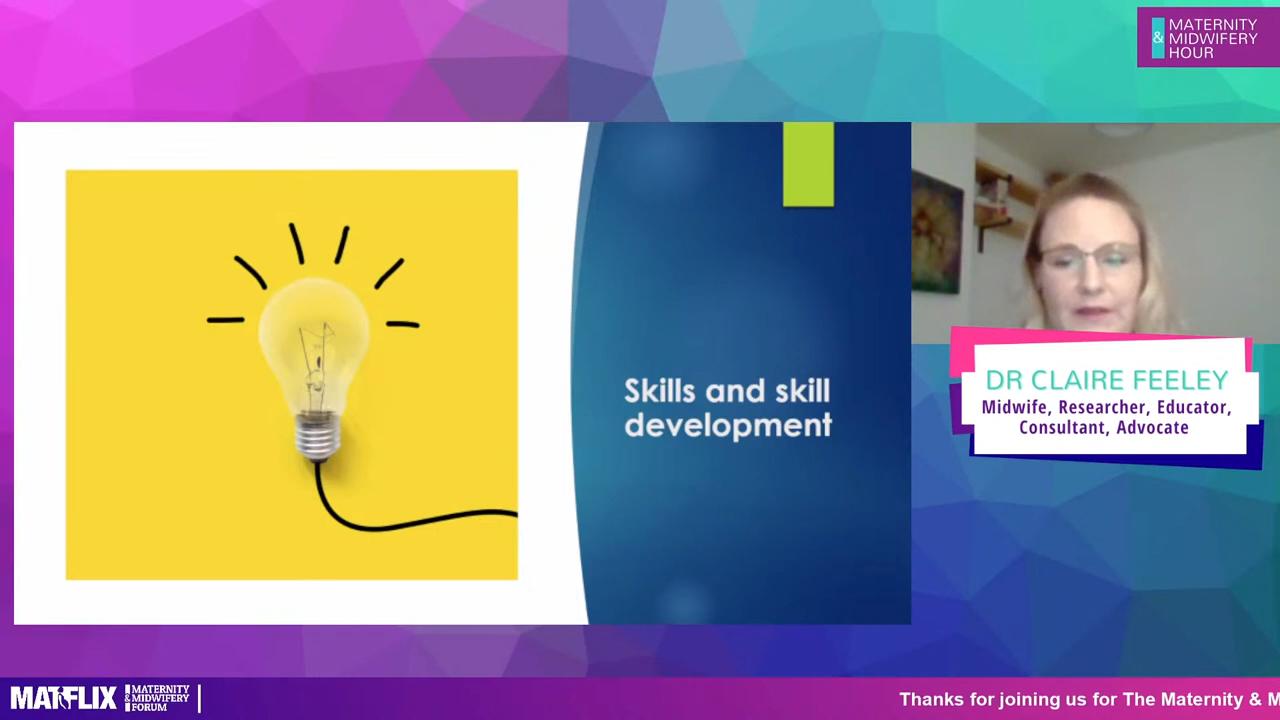 MATERNITY
& MIDWIFERY
HOUR
Skills and skill
development
DR CLAIRE FEELEY
Midwife, Researcher, Educator,
Consultant, Advocate
MATFLIX
MATERNITY
& MIDWIFERY
FORUM
Thanks for joining us for The Maternity & M